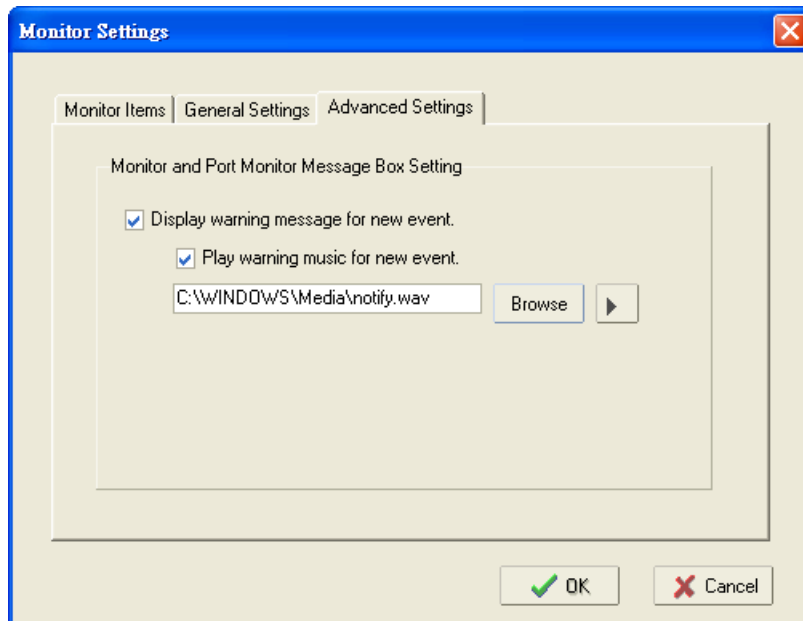 Monitor Settings
Monitor Items General Settings Advanced Settings
Monitor and Port Monitor Message Box Setting
Display warning message for new event.
Play warning music for new event.
C:\WINDOWS\Media\notify.wav Browse
OK Cancel